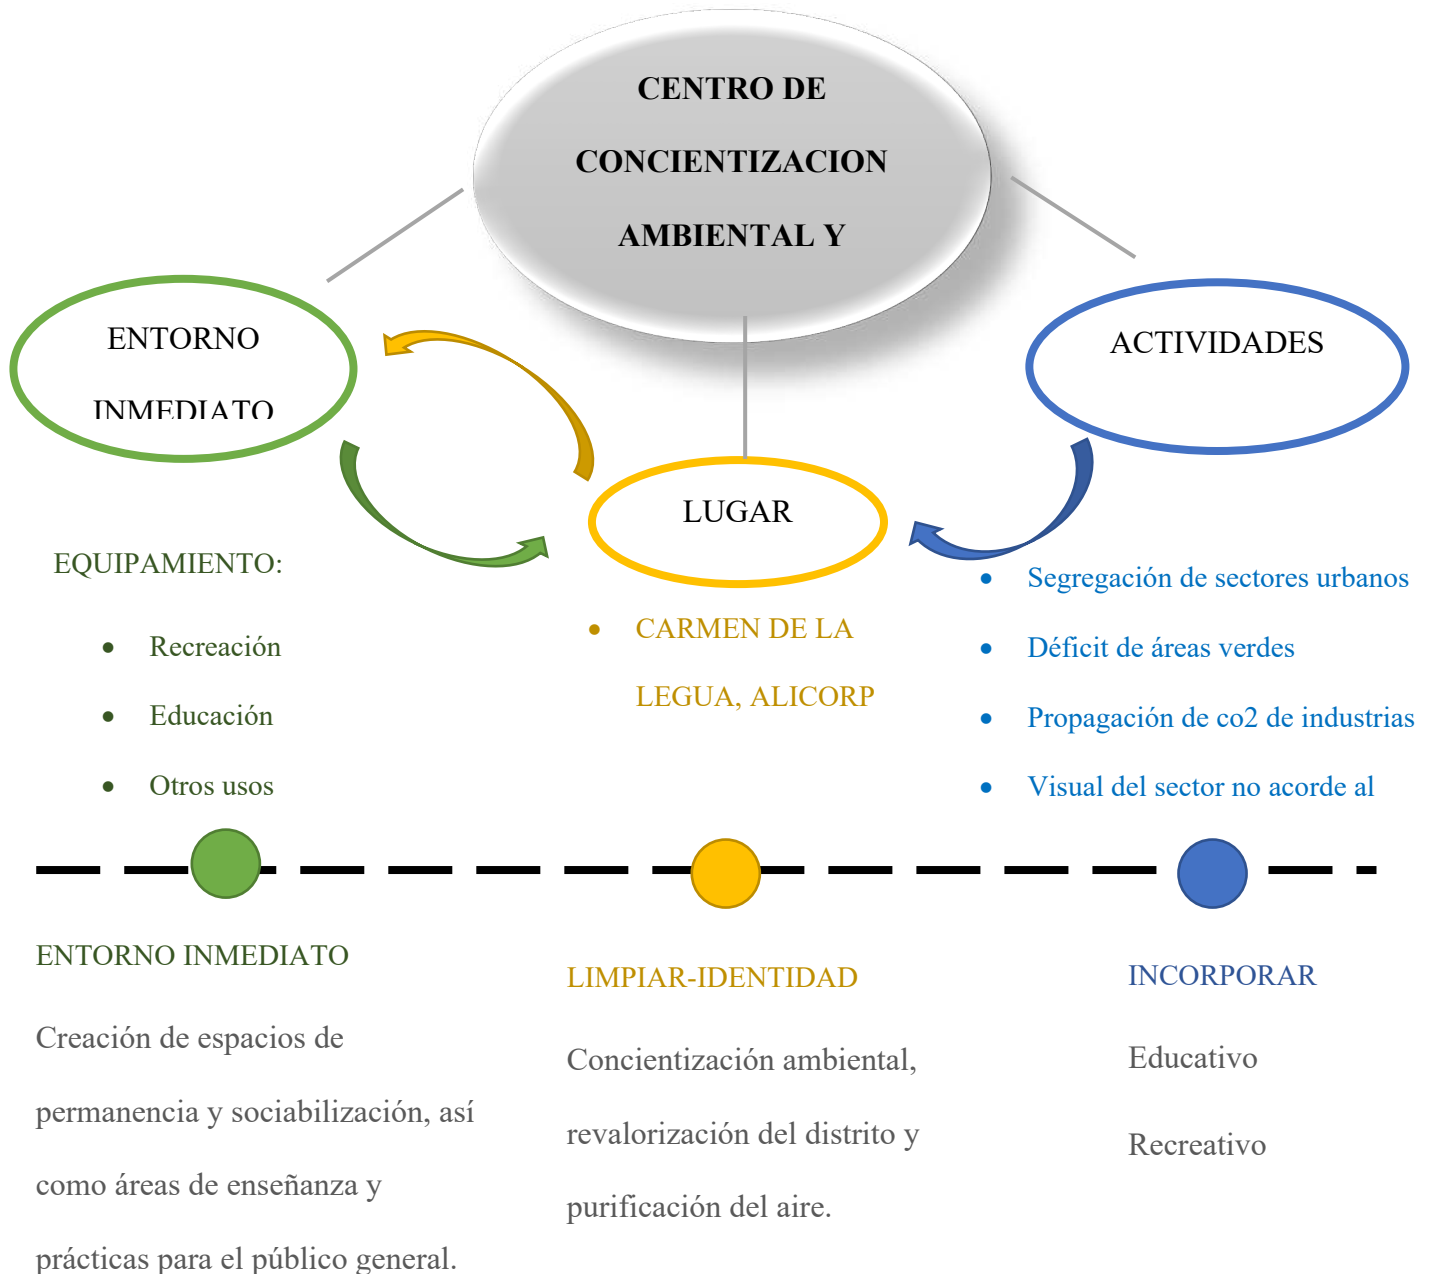 CENTRO DE
CONCIENTIZACION
AMBIENTAL Y
ENTORNO
INMEDIATO
ACTIVIDADES
LUGAR
EQUIPAMIENTO:
• Recreación
• Educación
• Otros usos
• CARMEN DE LA
LEGUA, ALICORP
• Segregación de sectores urbanos
• Déficit de áreas verdes
• Propagación de co2 de industrias
• Visual del sector no acorde al
ENTORNO INMEDIATO
Creación de espacios de
permanencia y sociabilización, así
como áreas de enseñanza y
prácticas para el público general.
LIMPIAR-IDENTIDAD
Concientización ambiental,
revalorización del distrito y
purificación del aire.
INCORPORAR
Educativo
Recreativo